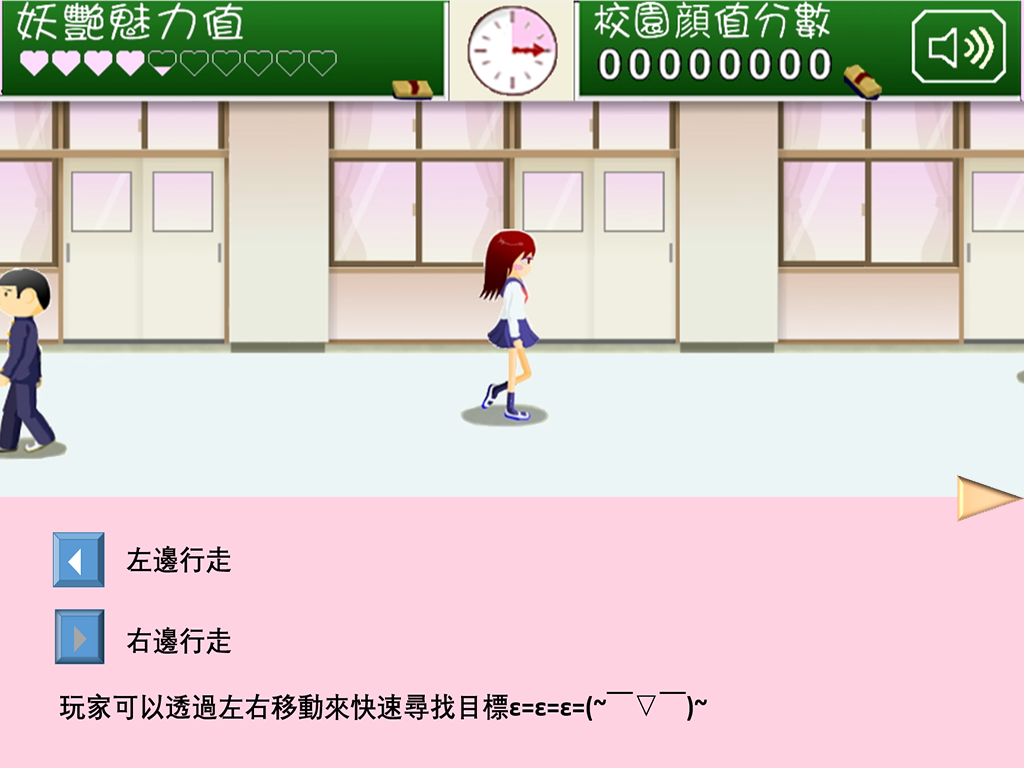 妖艷魅力值
校園顏值分數
00000000
左邊行走
右邊行走
玩家可以透過左右移動來快速尋找目標ε=ε=ε=(~￣▽￣)~